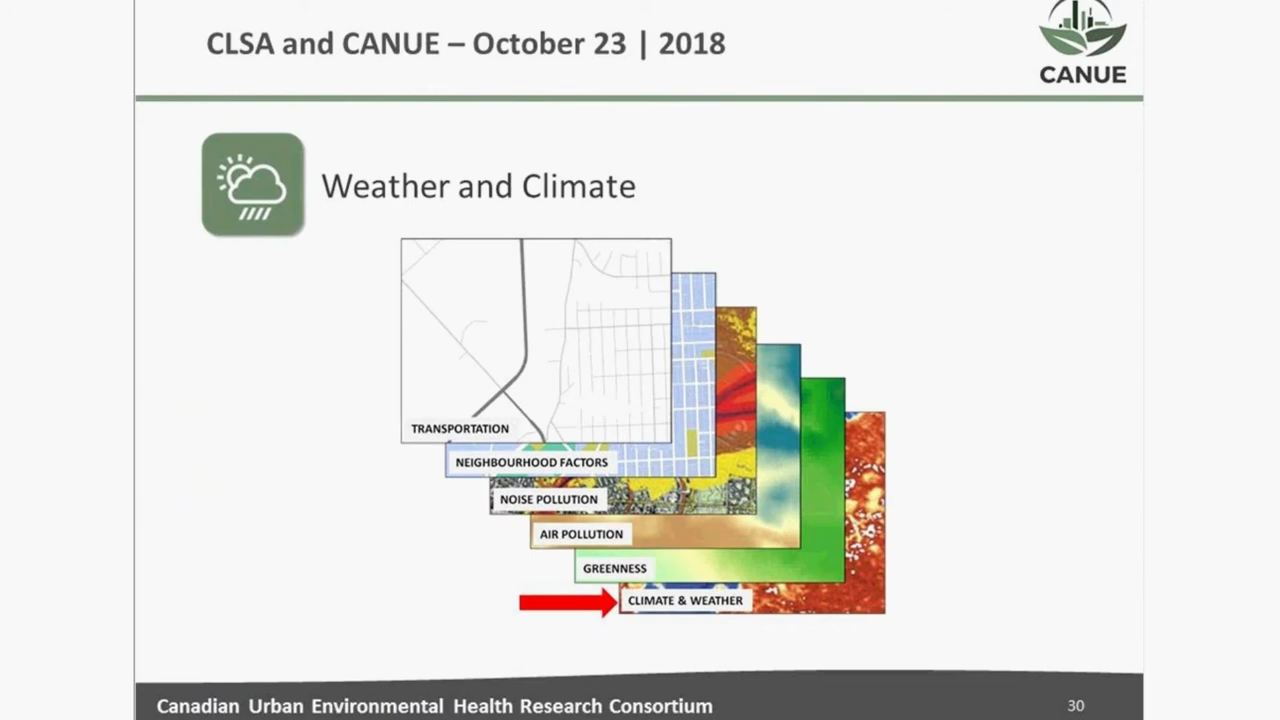 CLSA and CANUE – October 23 | 2018
CANUE
Weather and Climate
TRANSPORTATION
NEIGHBOURHOOD FACTORS
NOISE POLLUTION
AIR POLLUTION
GREENNESS
CLIMATE & WEATHER
Canadian Urban Environmental Health Research Consortium
30